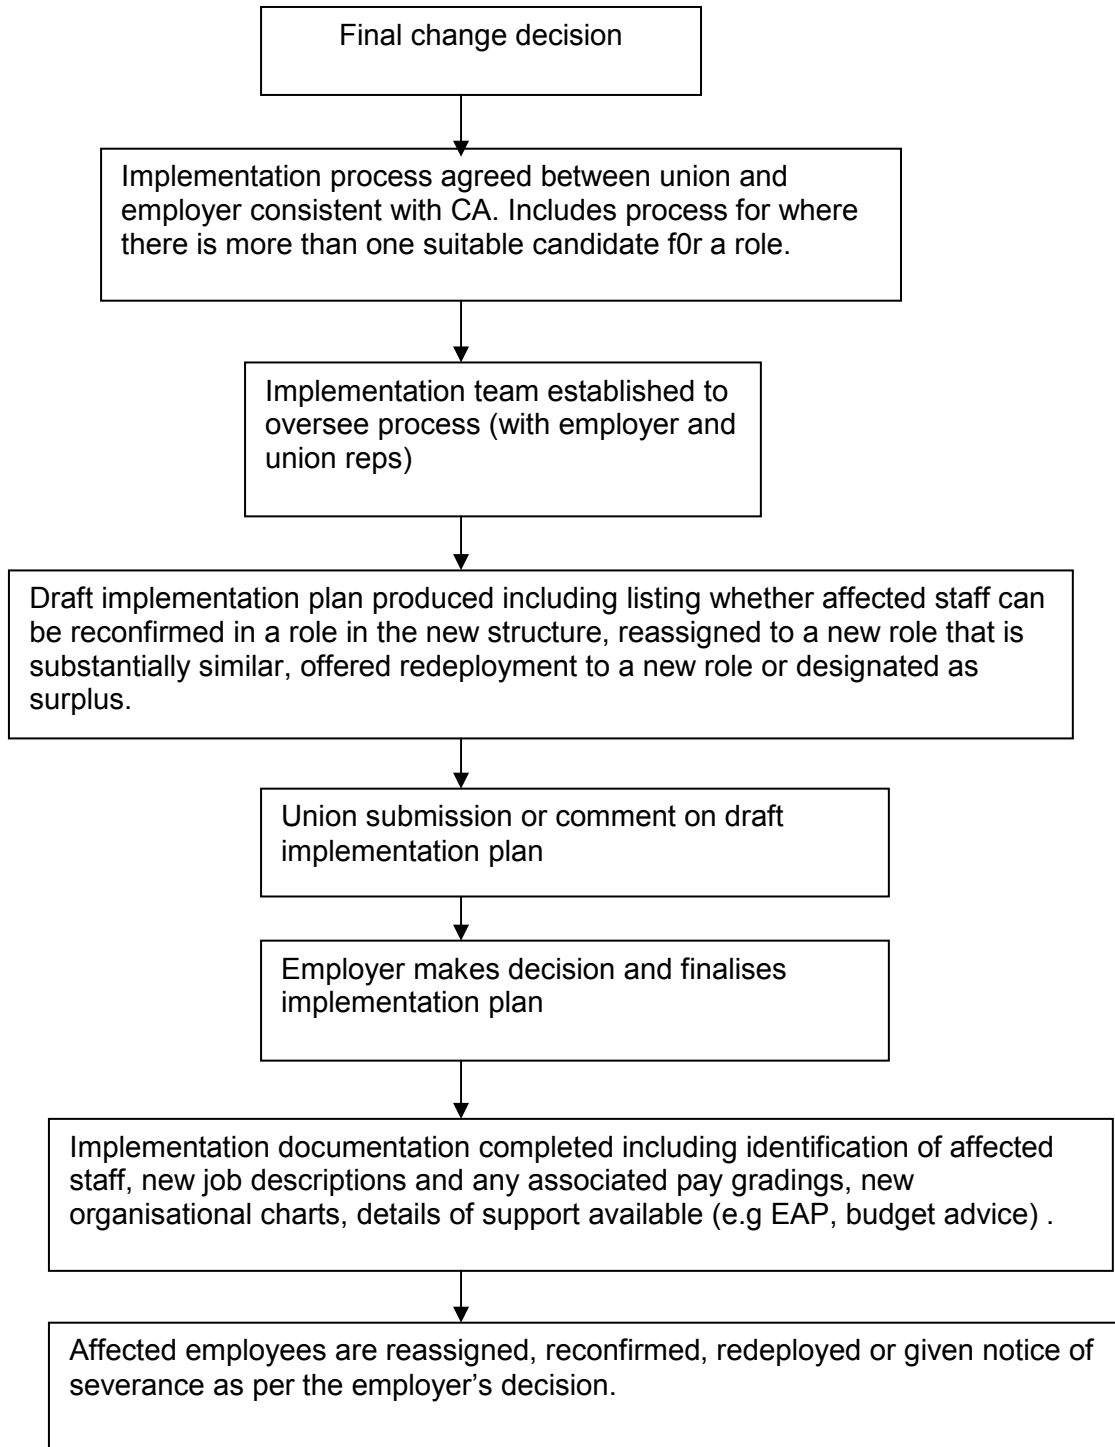 Final change decision
Implementation process agreed between union and
employer consistent with CA. Includes process for where
there is more than one suitable candidate f0r a role.
Implementation team established to
oversee process (with employer and
union reps)
Draft implementation plan produced including listing whether affected staff can
be reconfirmed in a role in the new structure, reassigned to a new role that is
substantially similar, offered redeployment to a new role or designated as
surplus.
Union submission or comment on draft
implementation plan
Employer makes decision and finalises
implementation plan
Implementation documentation completed including identification of affected
staff, new job descriptions and any associated pay gradings, new
organisational charts, details of support available (e.g EAP, budget advice) .
Affected employees are reassigned, reconfirmed, redeployed or given notice of
severance as per the employer’s decision.